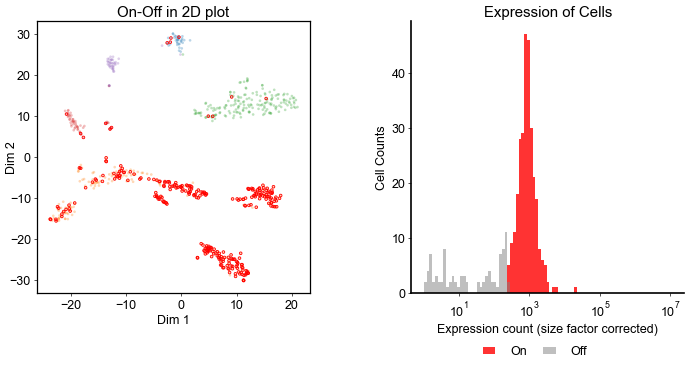 On-Off in 2D plot
Expression of Cells
30
20
10
0
−10
−20
−30
Dim 2
−20 −10 0 10 20
Dim 1
40
30
20
10
0
Cell Counts
10^1 10^3 10^5 10^7
Expression count (size factor corrected)
On Off